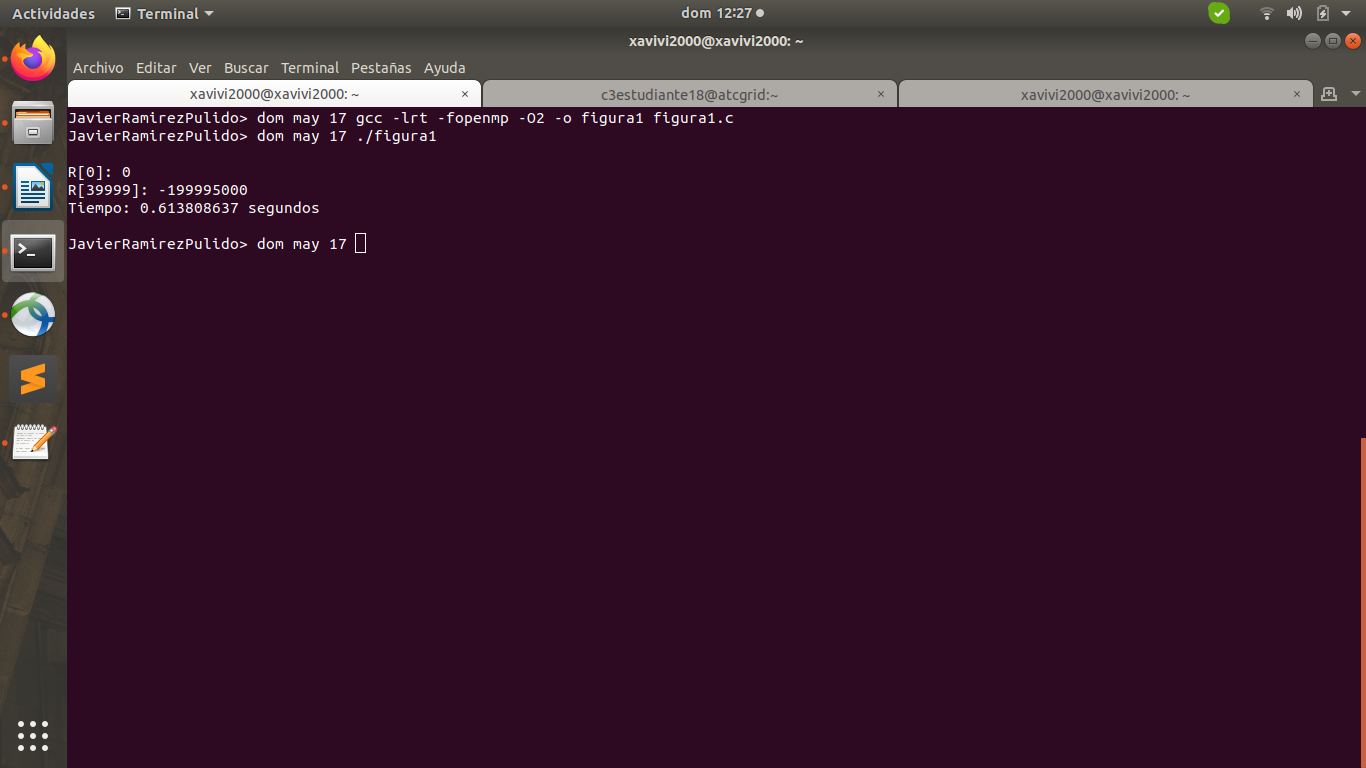 Actividades Terminal dom 12:27
xavivi2000@xavivi2000: ~
Archivo Editar Ver Buscar Terminal Pestañas Ayuda
xavivi2000@xavivi2000: ~ × c3estudiante18@atcgrid:~ × xavivi2000@xavivi2000: ~ ×
JavierRamirezPulido> dom may 17 gcc -lrt -fopenmp -O2 -o figura1 figura1.c
JavierRamirezPulido> dom may 17 ./figura1
R[0]: 0
R[39999]: -199995000
Tiempo: 0.613808637 segundos
JavierRamirezPulido> dom may 17